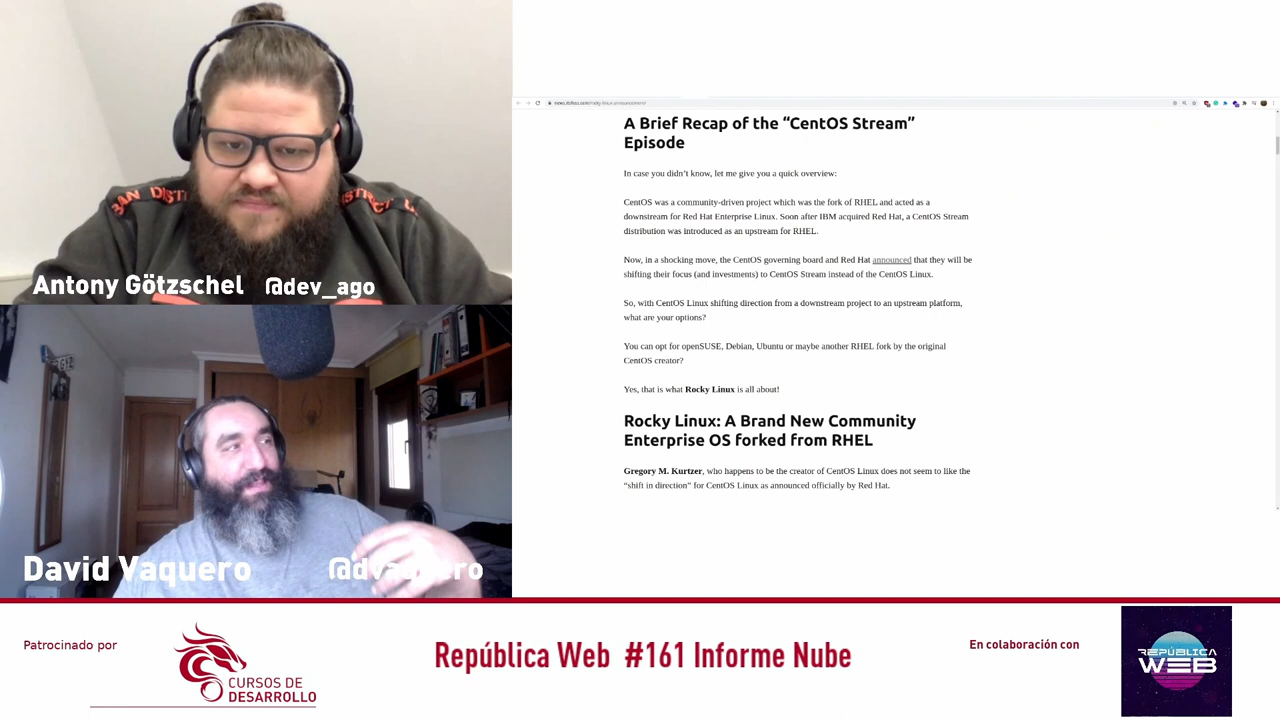 Antony Götzschel @dev_ago
David Vaquero @dvaquero
A Brief Recap of the “CentOS Stream”
Episode
In case you didn’t know, let me give you a quick overview:
CentOS was a community-driven project which was the fork of RHEL and acted as a
downstream for Red Hat Enterprise Linux. Soon after IBM acquired Red Hat, a CentOS Stream
distribution was introduced as an upstream for RHEL.
Now, in a shocking move, the CentOS governing board and Red Hat announced that they will be
shifting their focus (and investments) to CentOS Stream instead of the CentOS Linux.
So, with CentOS Linux shifting direction from a downstream project to an upstream platform,
what are your options?
You can opt for openSUSE, Debian, Ubuntu or maybe another RHEL fork by the original
CentOS creator?
Yes, that is what Rocky Linux is all about!
Rocky Linux: A Brand New Community
Enterprise OS forked from RHEL
Gregory M. Kurtzer, who happens to be the creator of CentOS Linux does not seem to like the
“shift in direction” for CentOS Linux as announced officially by Red Hat.
Patrocinado por
CURSOS DE
DESARROLLO
República Web #161 Informe Nube
En colaboración con
REPÚBLICA
WEB